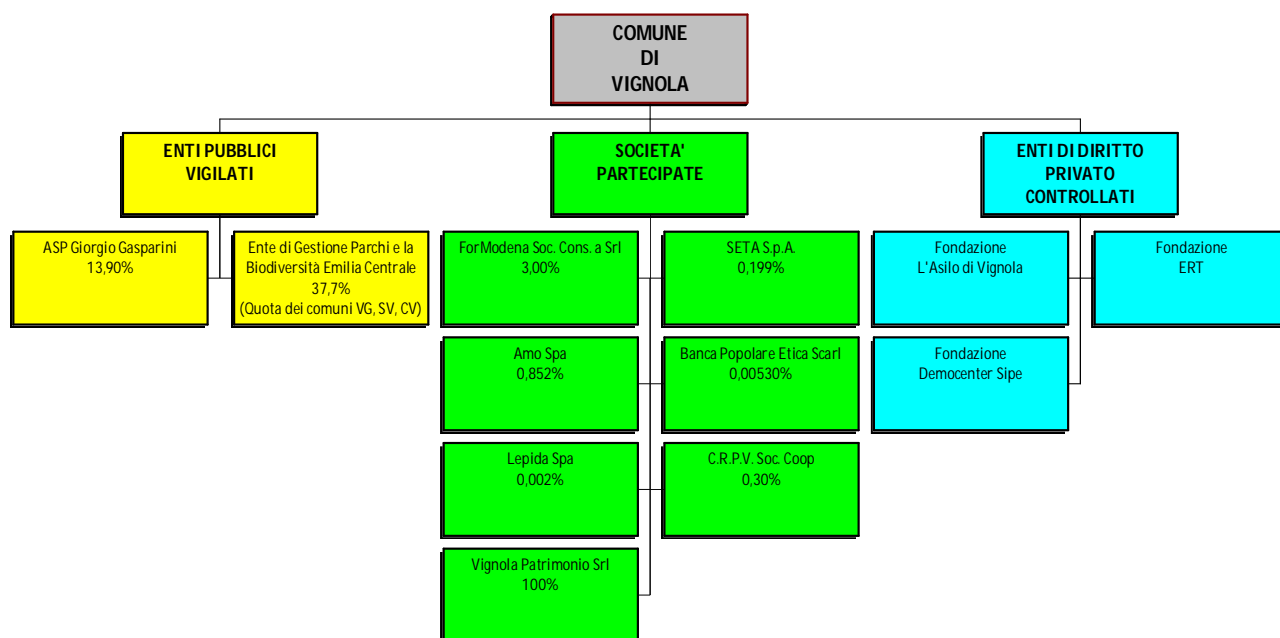 COMUNE
DI
VIGNOLA
ENTI PUBBLICI
VIGILATI
SOCIETA'
PARTECIPATE
ENTI DI DIRITTO
PRIVATO
CONTROLLATI
ASP Giorgio Gasparini
13,90%
Ente di Gestione Parchi e la
Biodiversità Emilia Centrale
37,7%
(Quota dei comuni VG, SV, CV)
ForModena Soc. Cons. a Srl
3,00%
SETA S.p.A.
0,199%
Fondazione
L'Asilo di Vignola
Fondazione
ERT
Amo Spa
0,852%
Banca Popolare Etica Scarl
0,00530%
Fondazione
Democenter Sipe
Lepida Spa
0,002%
C.R.P.V. Soc. Coop
0,30%
Vignola Patrimonio Srl
100%